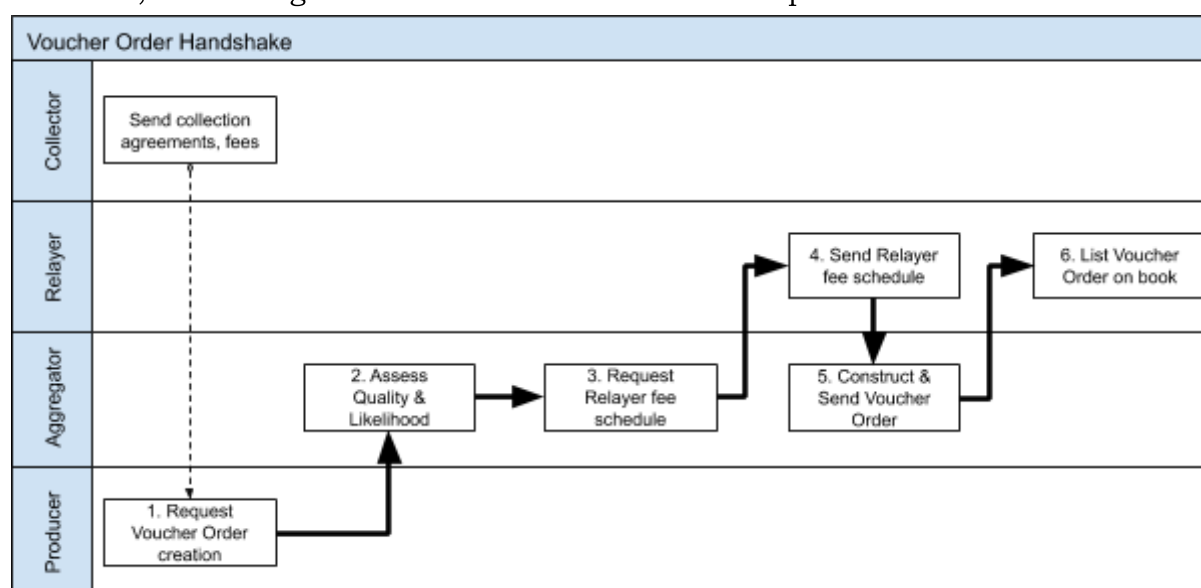 Voucher Order Handshake
Collector
Send collection
agreements, fees
Relayer
4. Send Relayer
fee schedule
6. List Voucher
Order on book
Aggregator
2. Assess
Quality &
Likelihood
3. Request
Relayer fee
schedule
5. Construct &
Send Voucher
Order
Producer
1. Request
Voucher Order
creation